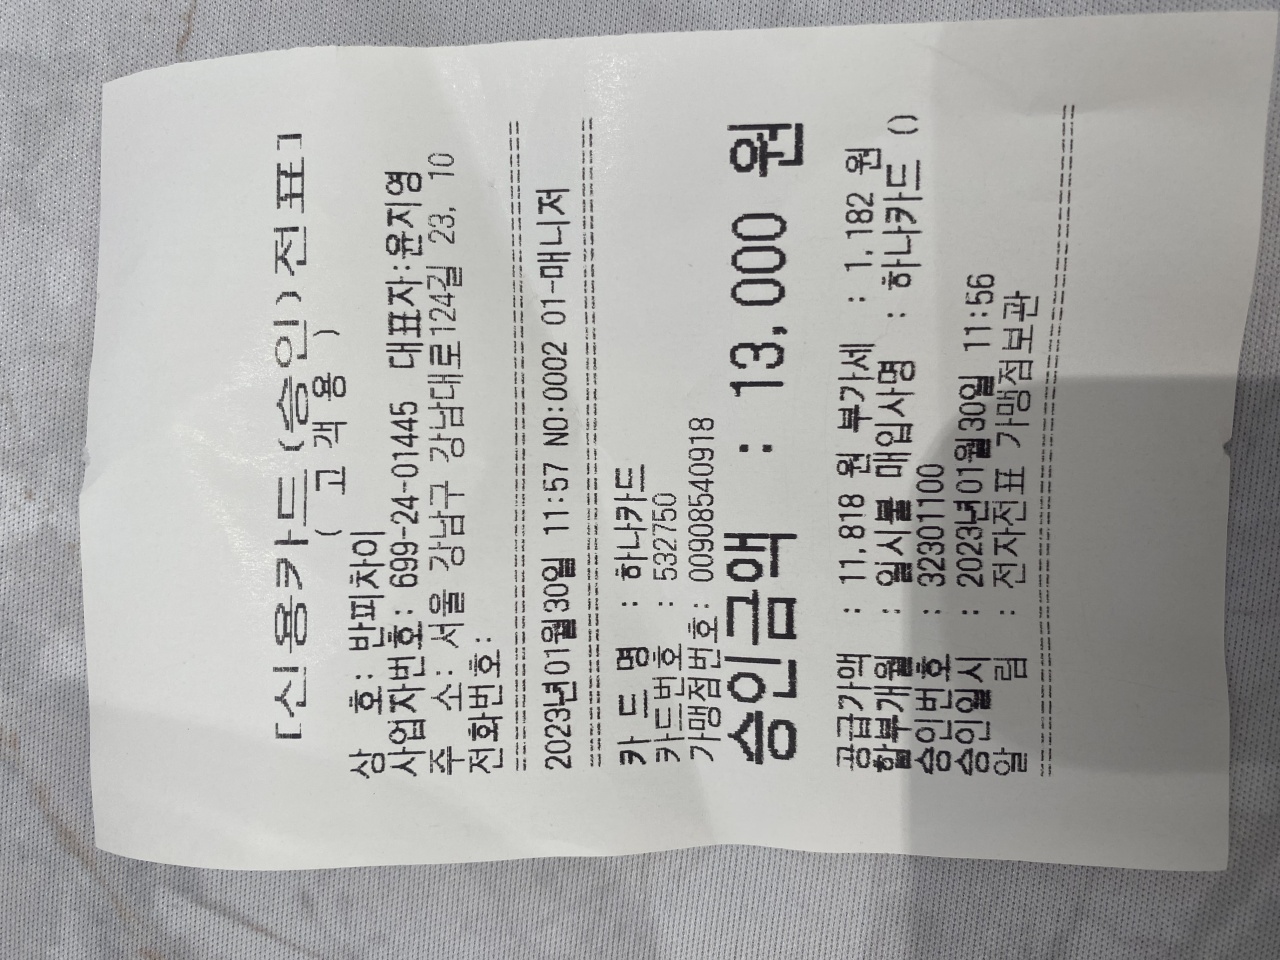 [신용카드(승인)전표]
( 고 객 용 )
상 호: 반피차이
사업자번호: 699-24-01445 대표자:윤지영
주 소: 서울 강남구 강남대로124길 23, 10
전화번호:
==========================================
2023년01월30일 11:57 NO:0002 01-매니저
==========================================
카 드 명 : 하나카드
카드번호 : 532750
가맹점번호: 00908540918
승인금액 : 13,000 원
공급가액 : 11,818 원 부가세 : 1,182 원
할부개월 : 일시불 매입사명 : 하나카드 ()
승인번호 : 32301100
승인일시 : 2023년01월30일 11:56
알 림 : 전자전표 가맹점보관
==========================================